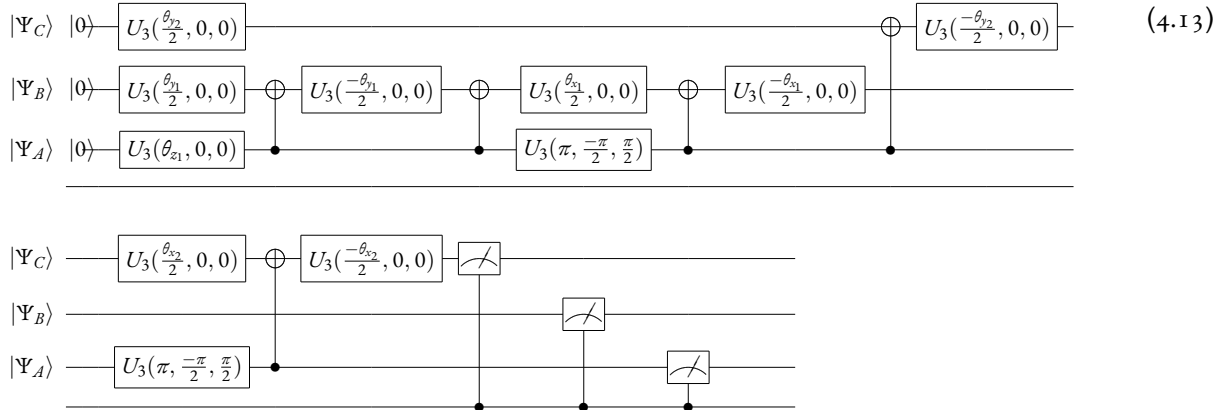 |Ψ_C⟩ |0⟩ U_3(θ_{y_2}/2, 0, 0) U_3(-θ_{y_2}/2, 0, 0) (4.13)
|Ψ_B⟩ |0⟩ U_3(θ_{y_1}/2, 0, 0) U_3(-θ_{y_1}/2, 0, 0) U_3(θ_{x_1}/2, 0, 0) U_3(-θ_{x_1}/2, 0, 0)
|Ψ_A⟩ |0⟩ U_3(θ_{z_1}, 0, 0) U_3(π, -π/2, π/2)
|Ψ_C⟩ U_3(θ_{x_2}/2, 0, 0) U_3(-θ_{x_2}/2, 0, 0)
|Ψ_B⟩
|Ψ_A⟩ U_3(π, -π/2, π/2)